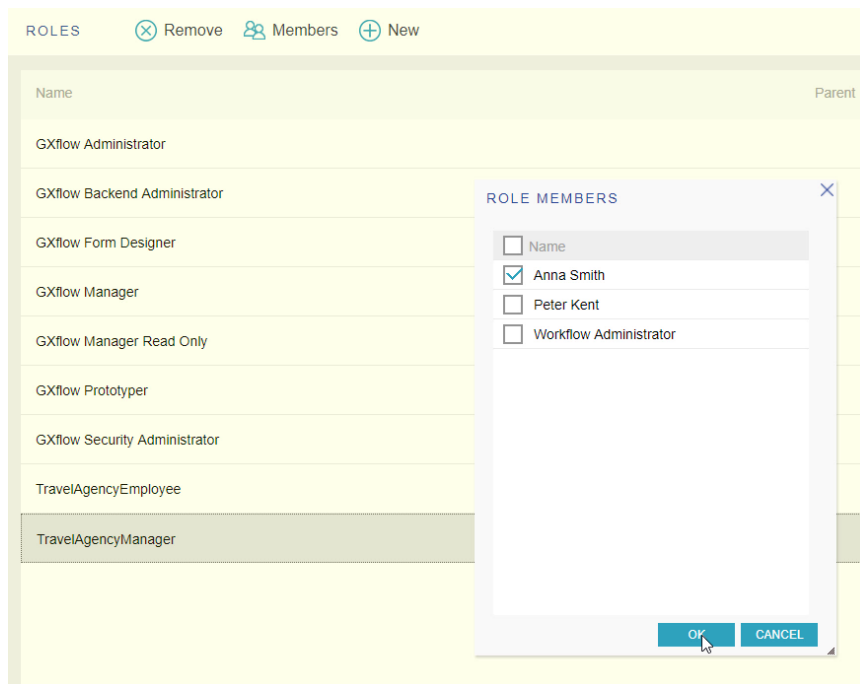 ROLES Remove Members New
Name Parent
GXflow Administrator
GXflow Backend Administrator
GXflow Form Designer
GXflow Manager
GXflow Manager Read Only
GXflow Prototyper
GXflow Security Administrator
TravelAgencyEmployee
TravelAgencyManager
ROLE MEMBERS
Name
Anna Smith
Peter Kent
Workflow Administrator
OK CANCEL